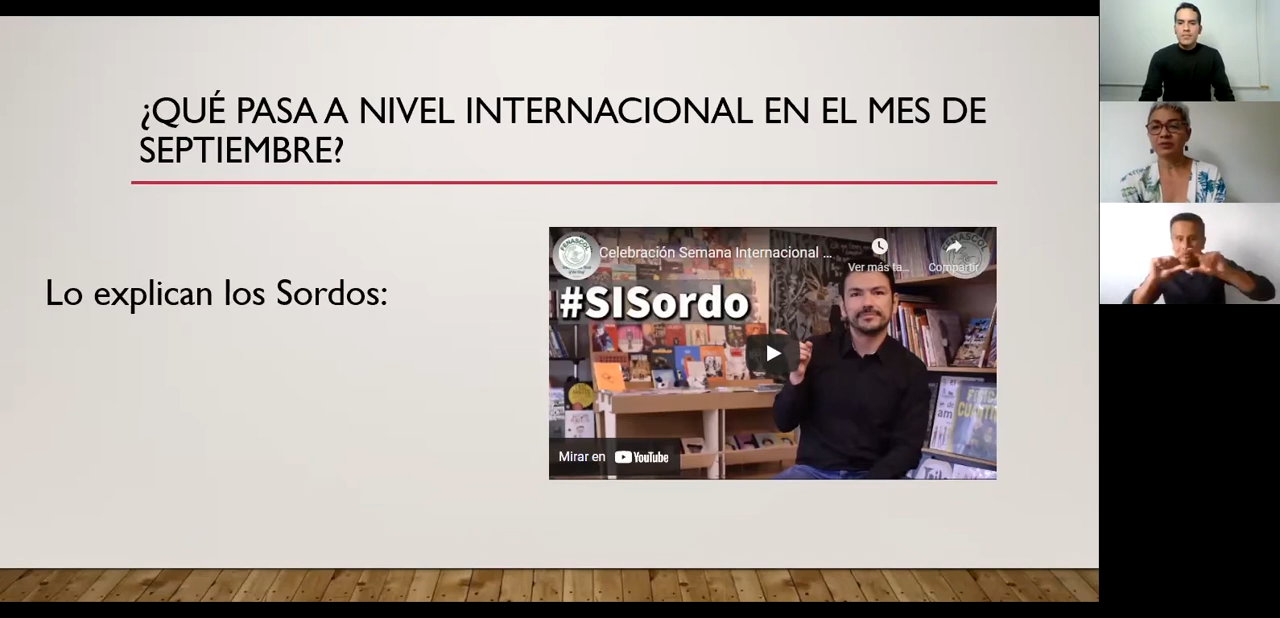 ¿QUÉ PASA A NIVEL INTERNACIONAL EN EL MES DE
SEPTIEMBRE?
Lo explican los Sordos:
FENASCOL
Celebración Semana Internacional ...
Ver más ta...
Compartir
#SISordo
Mirar en YouTube